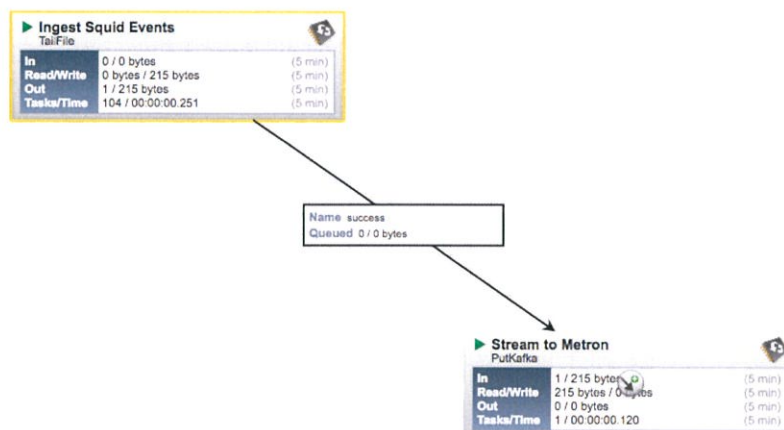 Ingest Squid Events
TailFile
In 0 / 0 bytes (5 min)
Read/Write 0 bytes / 215 bytes (5 min)
Out 1 / 215 bytes (5 min)
Tasks/Time 104 / 00:00:00.251 (5 min)
Name success
Queued 0 / 0 bytes
Stream to Metron
PutKafka
In 1 / 215 bytes (5 min)
Read/Write 215 bytes / 0 bytes (5 min)
Out 0 / 0 bytes (5 min)
Tasks/Time 1 / 00:00:00.120 (5 min)